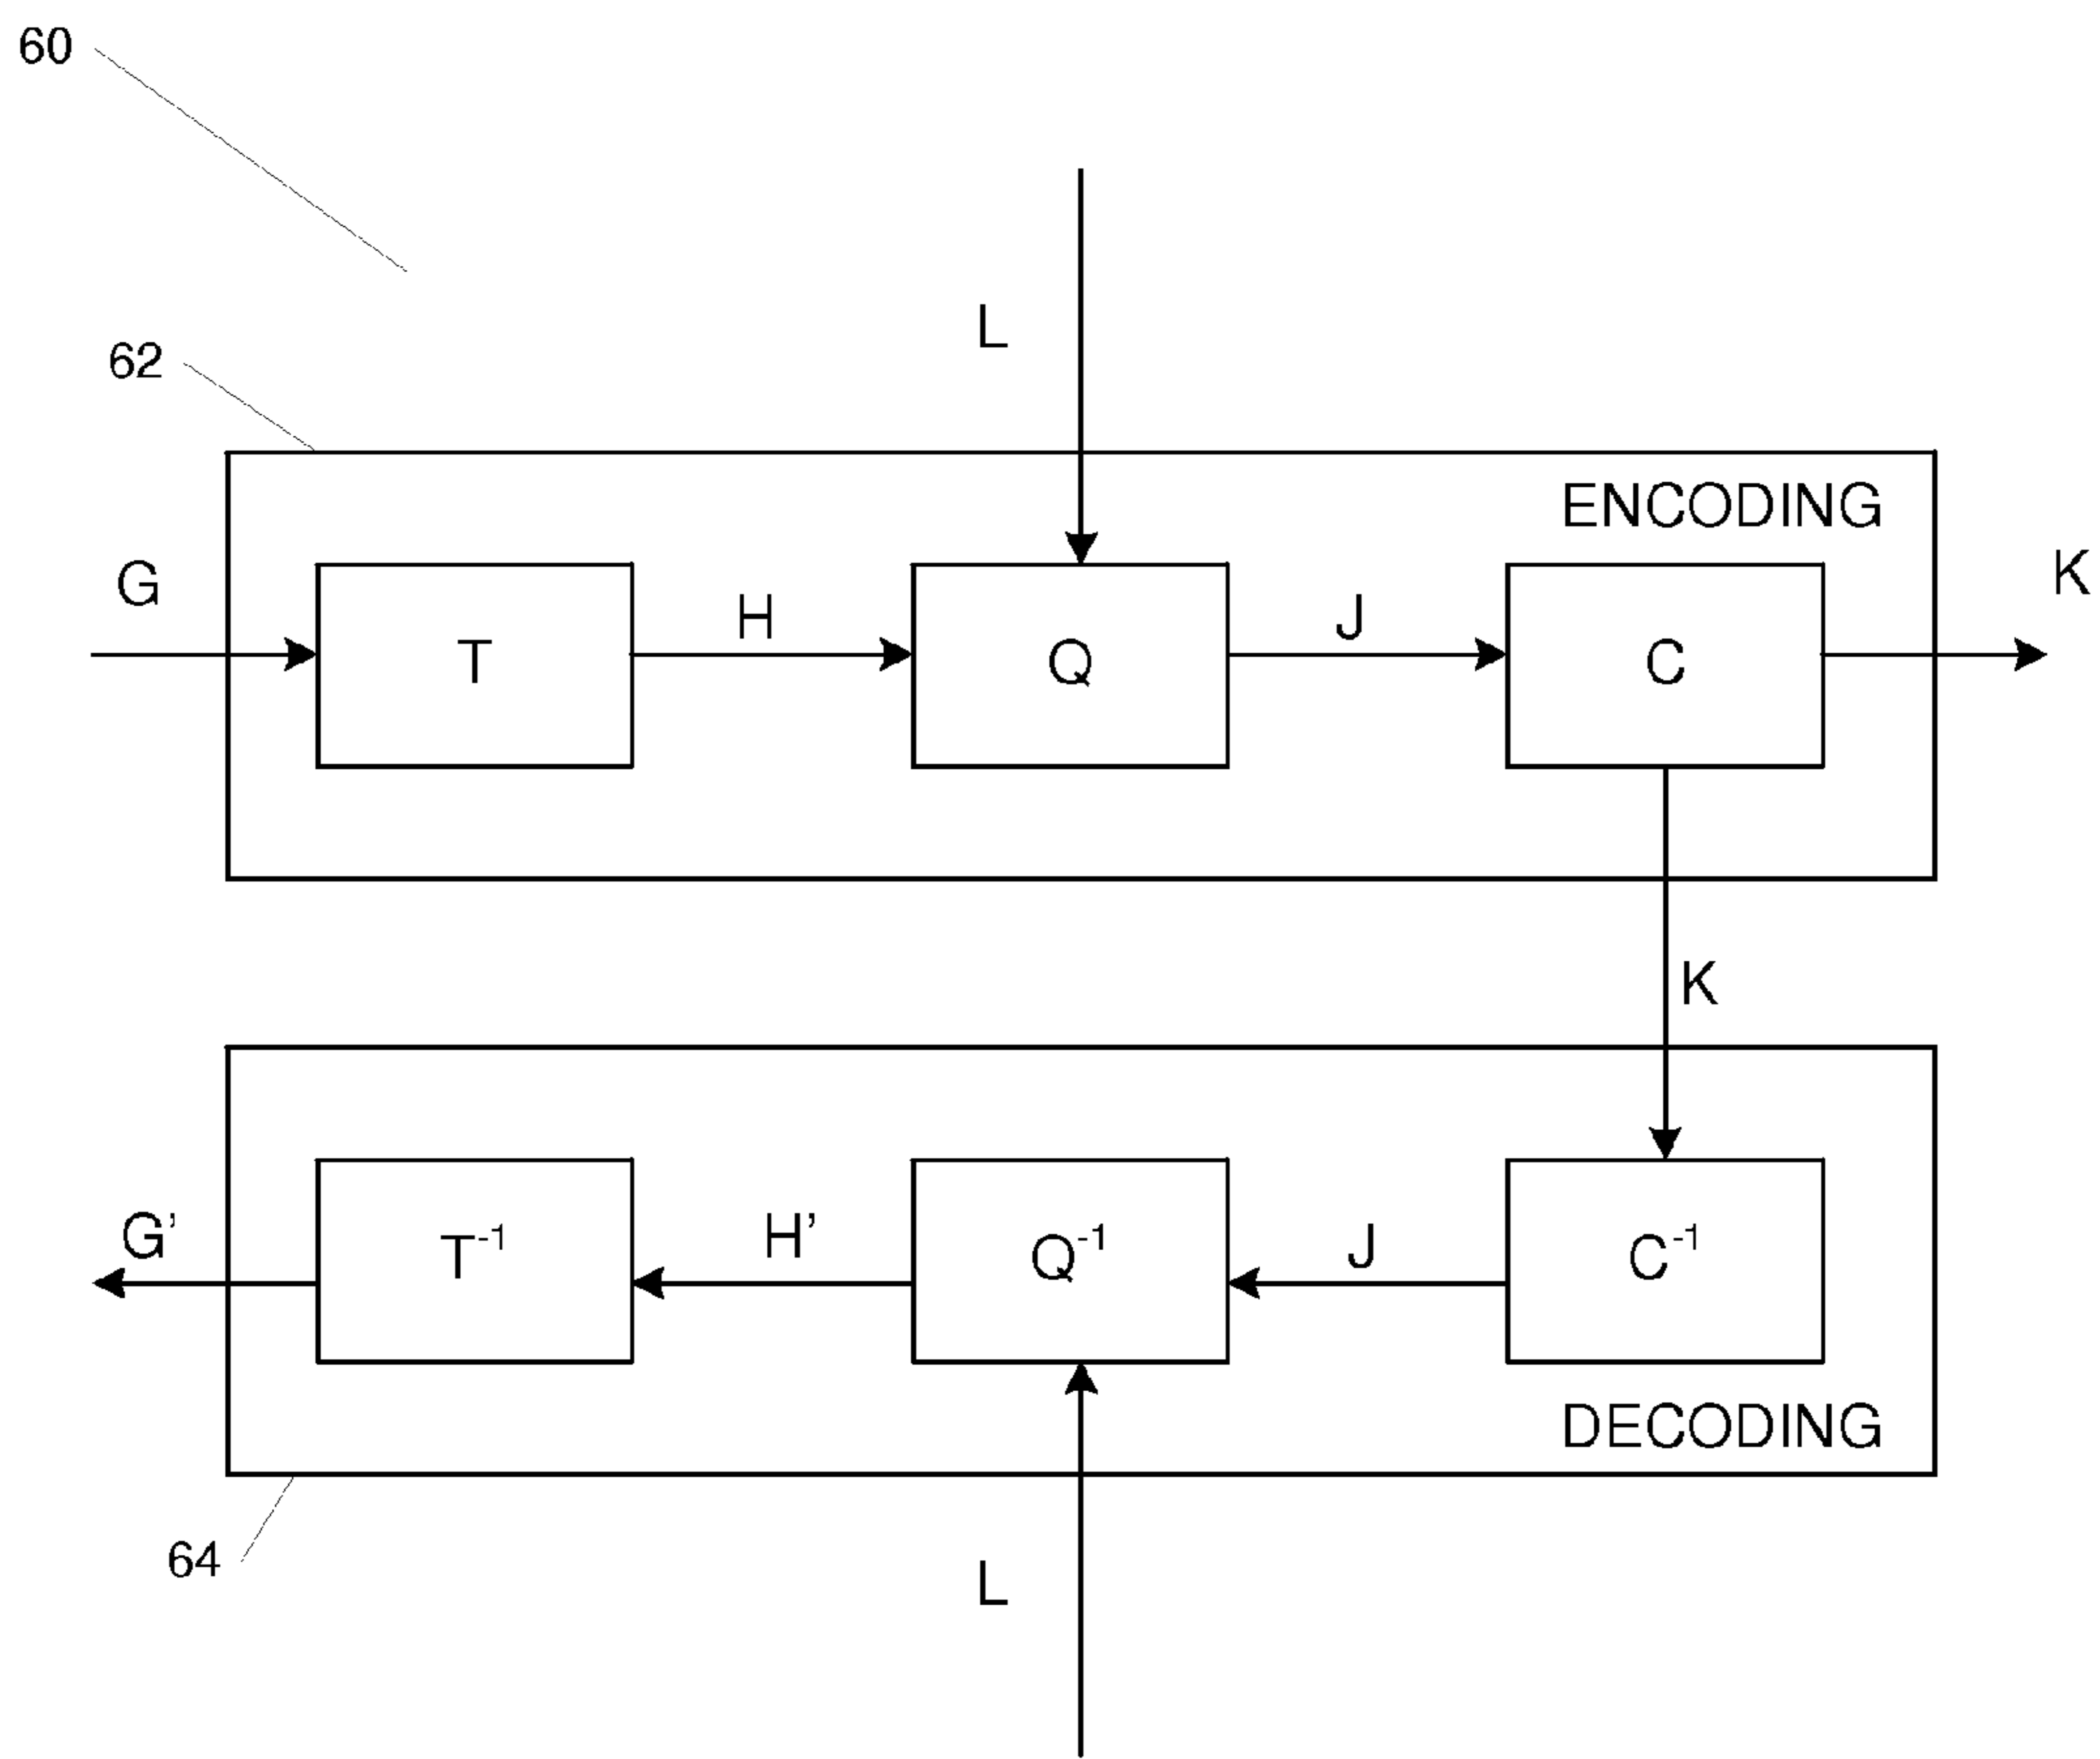 60
L
62
ENCODING
G
T
H
Q
J
C
K
K
G'
T-1
H'
Q-1
J
C-1
DECODING
64
L